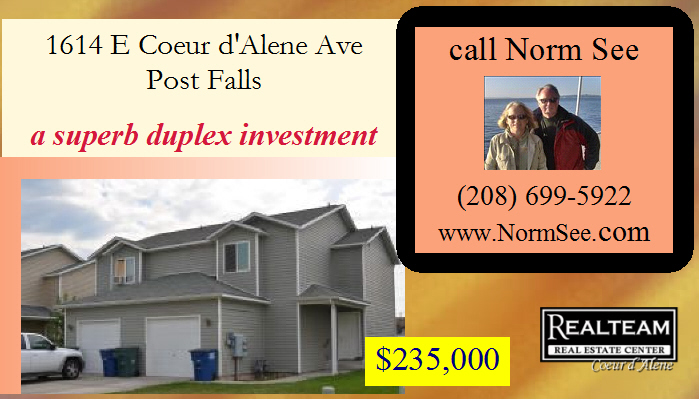 1614 E Coeur d'Alene Ave
Post Falls
a superb duplex investment
call Norm See
(208) 699-5922
www.NormSee.com
$235,000
REALTEAM
REAL ESTATE CENTER
Coeur d'Alene